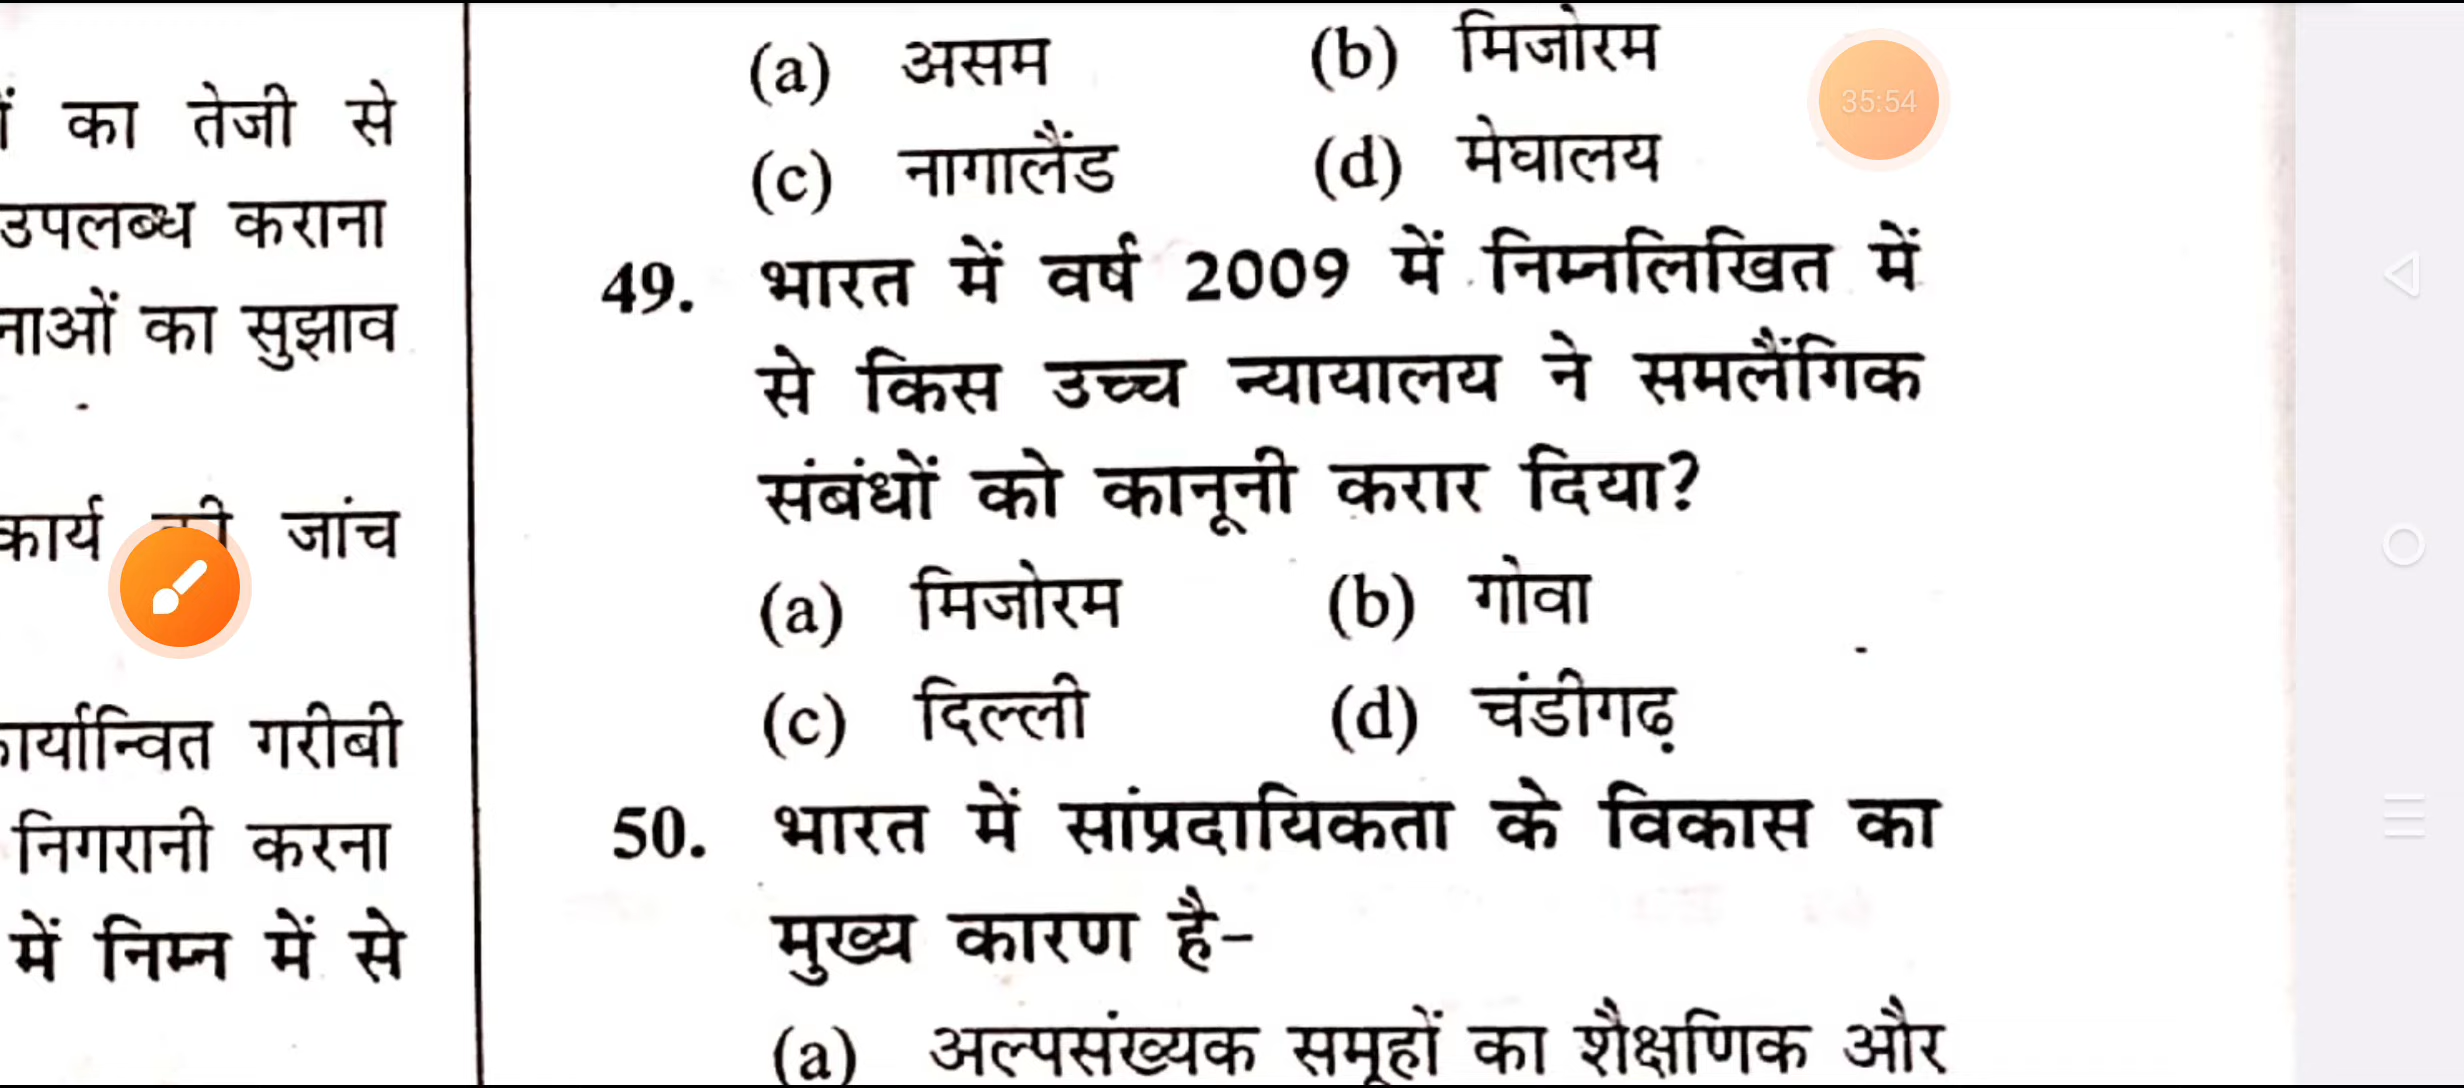 का तेजी से
उपलब्ध कराना
नाओं का सुझाव
कार्य की जांच
कार्यान्वित गरीबी
निगरानी करना
में निम्न में से
(a) असम (b) मिजोरम
(c) नागालैंड (d) मेघालय
49. भारत में वर्ष 2009 में निम्नलिखित में
से किस उच्च न्यायालय ने समलैंगिक
संबंधों को कानूनी करार दिया?
(a) मिजोरम (b) गोवा
(c) दिल्ली (d) चंडीगढ़
50. भारत में सांप्रदायिकता के विकास का
मुख्य कारण है-
(a) अल्पसंख्यक समूहों का शैक्षणिक और
35:54